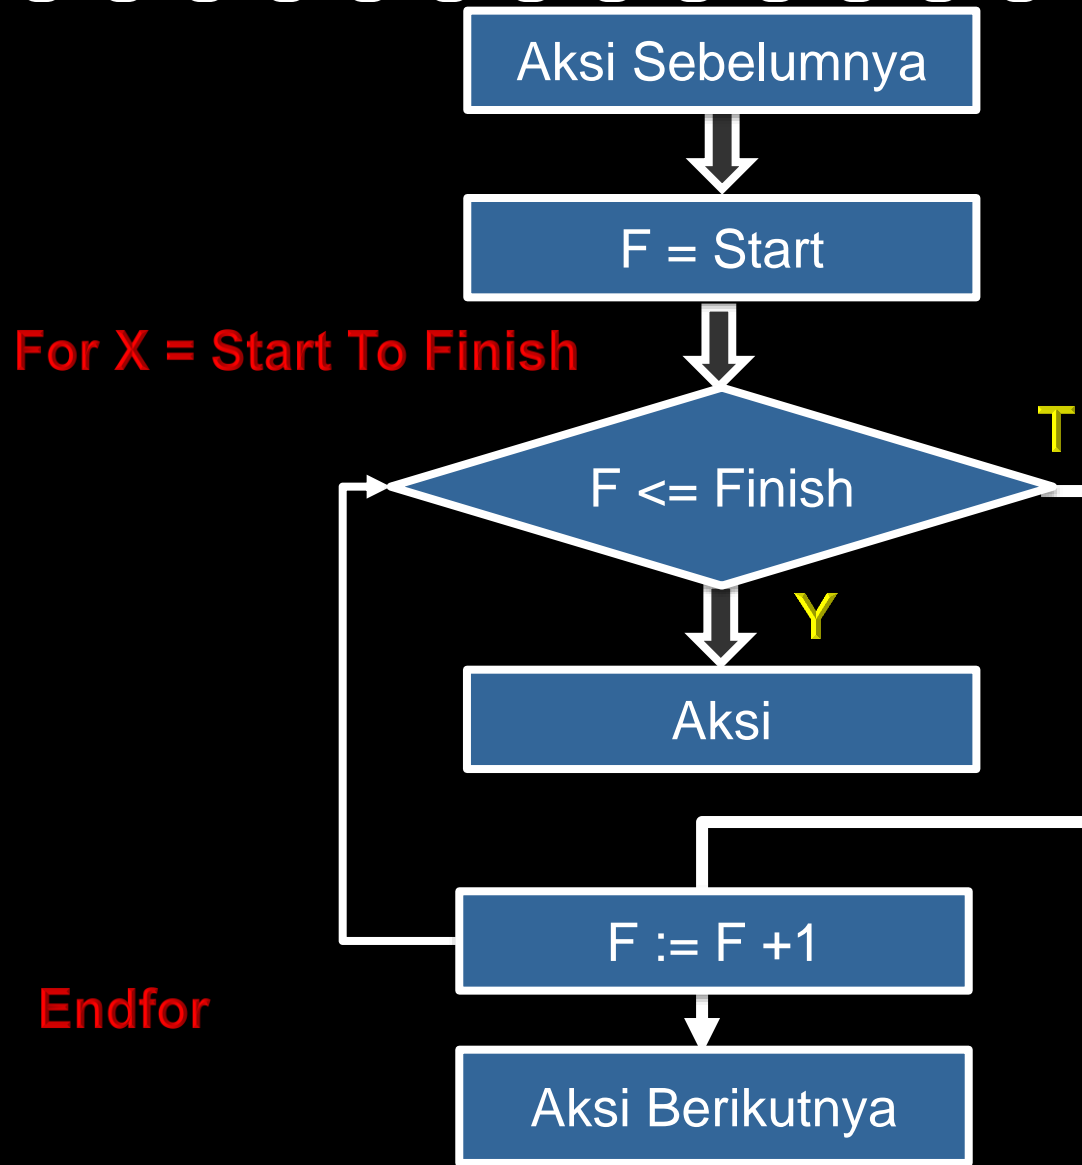 Aksi Sebelumnya
F = Start
For X = Start To Finish
T
F <= Finish
Y
Aksi
F := F +1
Endfor
Aksi Berikutnya